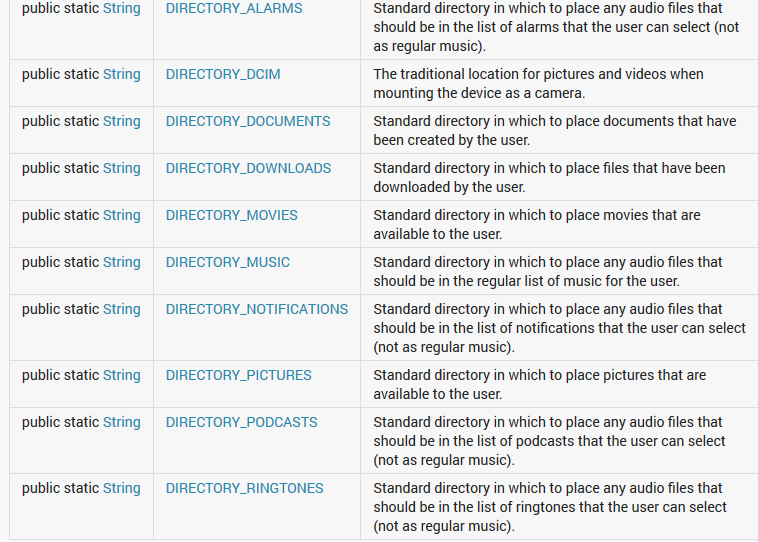 public static String DIRECTORY_ALARMS Standard directory in which to place any audio files that
should be in the list of alarms that the user can select (not
as regular music).
public static String DIRECTORY_DCIM The traditional location for pictures and videos when
mounting the device as a camera.
public static String DIRECTORY_DOCUMENTS Standard directory in which to place documents that have
been created by the user.
public static String DIRECTORY_DOWNLOADS Standard directory in which to place files that have been
downloaded by the user.
public static String DIRECTORY_MOVIES Standard directory in which to place movies that are
available to the user.
public static String DIRECTORY_MUSIC Standard directory in which to place any audio files that
should be in the regular list of music for the user.
public static String DIRECTORY_NOTIFICATIONS Standard directory in which to place any audio files that
should be in the list of notifications that the user can select
(not as regular music).
public static String DIRECTORY_PICTURES Standard directory in which to place pictures that are
available to the user.
public static String DIRECTORY_PODCASTS Standard directory in which to place any audio files that
should be in the list of podcasts that the user can select
(not as regular music).
public static String DIRECTORY_RINGTONES Standard directory in which to place any audio files that
should be in the list of ringtones that the user can select
(not as regular music).